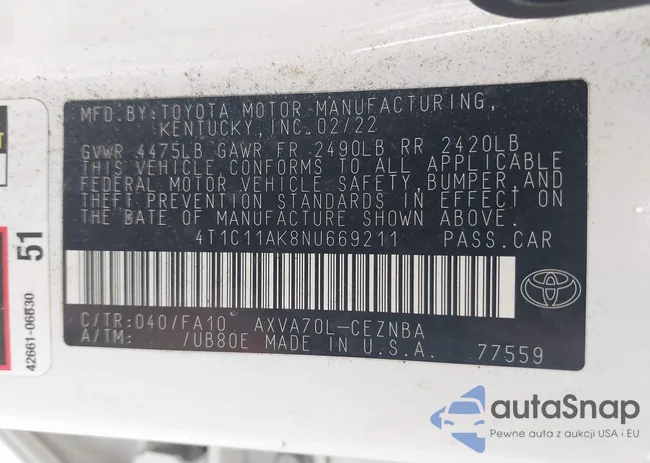 MFD.BY:TOYOTA MOTOR MANUFACTURING,
KENTUCKY,INC.02/22
GVWR 4475LB GAWR FR 2490LB RR 2420LB
THIS VEHICLE CONFORMS TO ALL APPLICABLE
FEDERAL MOTOR VEHICLE SAFETY,BUMPER,AND
THEFT PREVENTION STANDARDS IN EFFECT ON
THE DATE OF MANUFACTURE SHOWN ABOVE.
4T1C11AK8NU669211 PASS.CAR
C/TR:040/FA10 AXVA70L-CEZNBA
A/TM: /UB80E MADE IN U.S.A. 77559
51
42661-06B30
autaSnap
Pewne auta z aukcji USA i EU